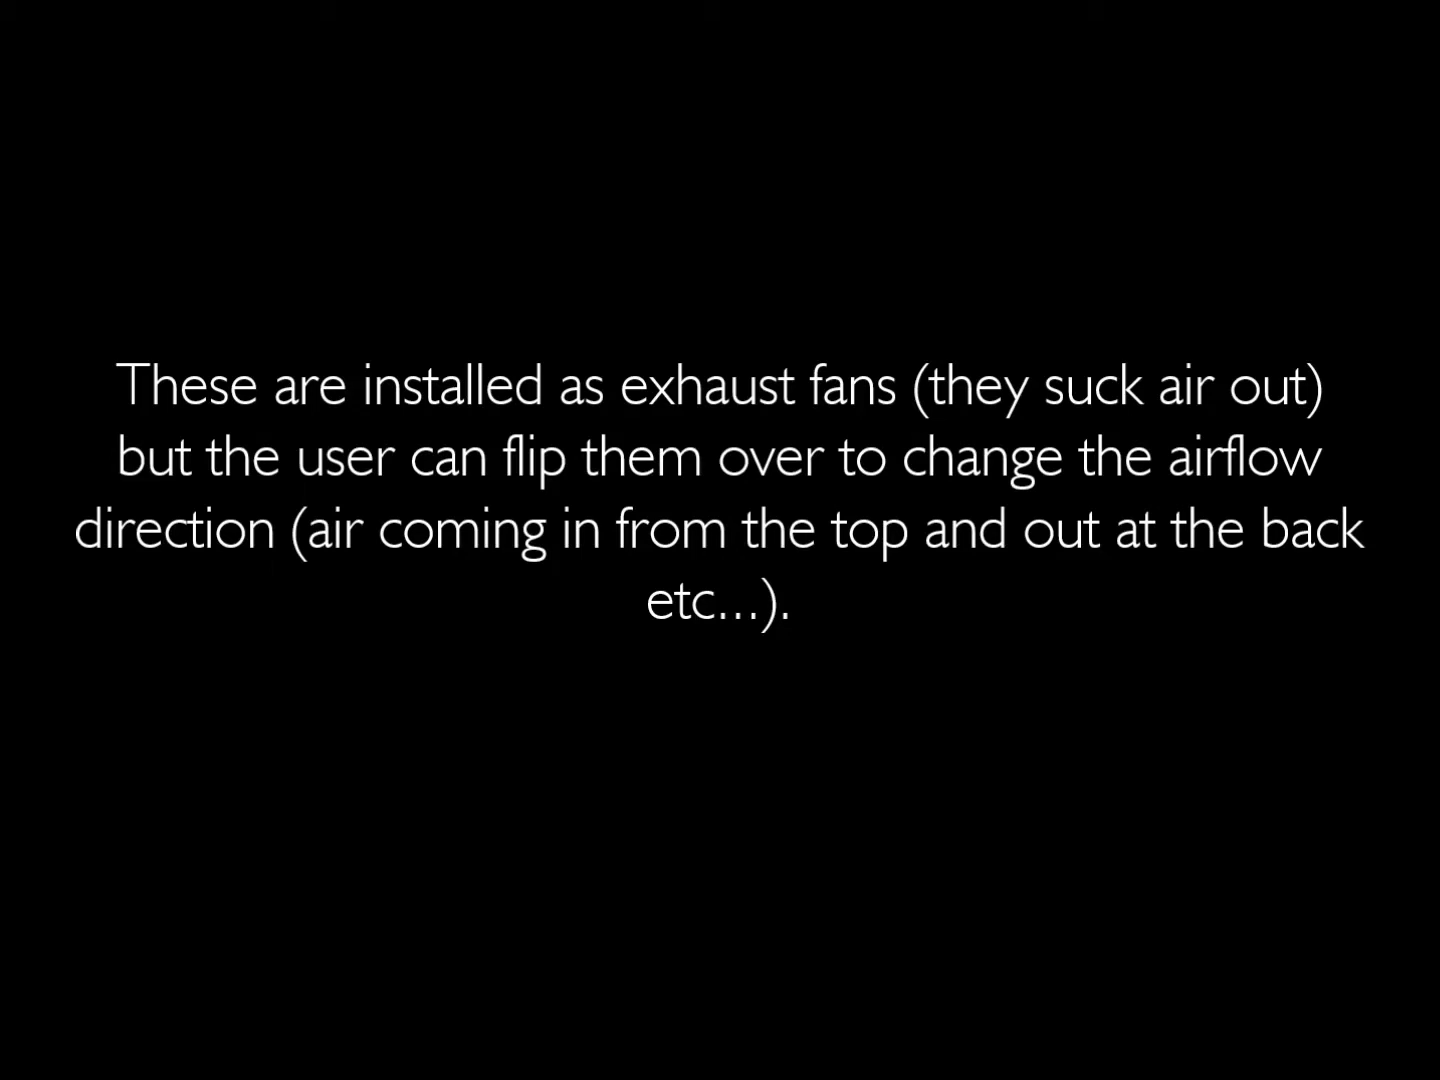 These are installed as exhaust fans (they suck air out)
but the user can flip them over to change the airflow
direction (air coming in from the top and out at the back
etc...).